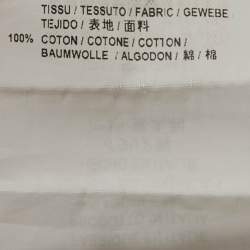 TISSU / TESSUTO / FABRIC / GEWEBE /
TEJIDO / 表地 / 面料
100% COTON / COTONE / COTTON /
BAUMWOLLE / ALGODON / 綿 / 棉